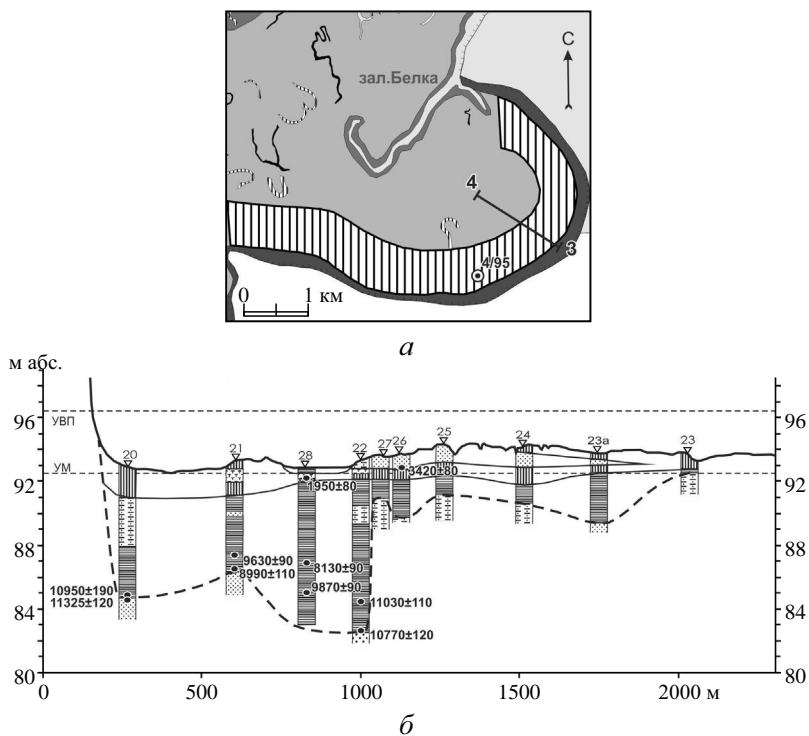 С
зал.Белка
4
3
4/95
0 1 км
а
м абс.
96 96
УВП
20 21 28 22 27 26 25 24 23а 23
УМ
3420±80
92 92
1950±80
88 88
9630±90 8130±90
8990±110
10950±190 9870±90
11325±120 11030±110
84 84
10770±120
80 80
0 500 1000 1500 2000 м
б